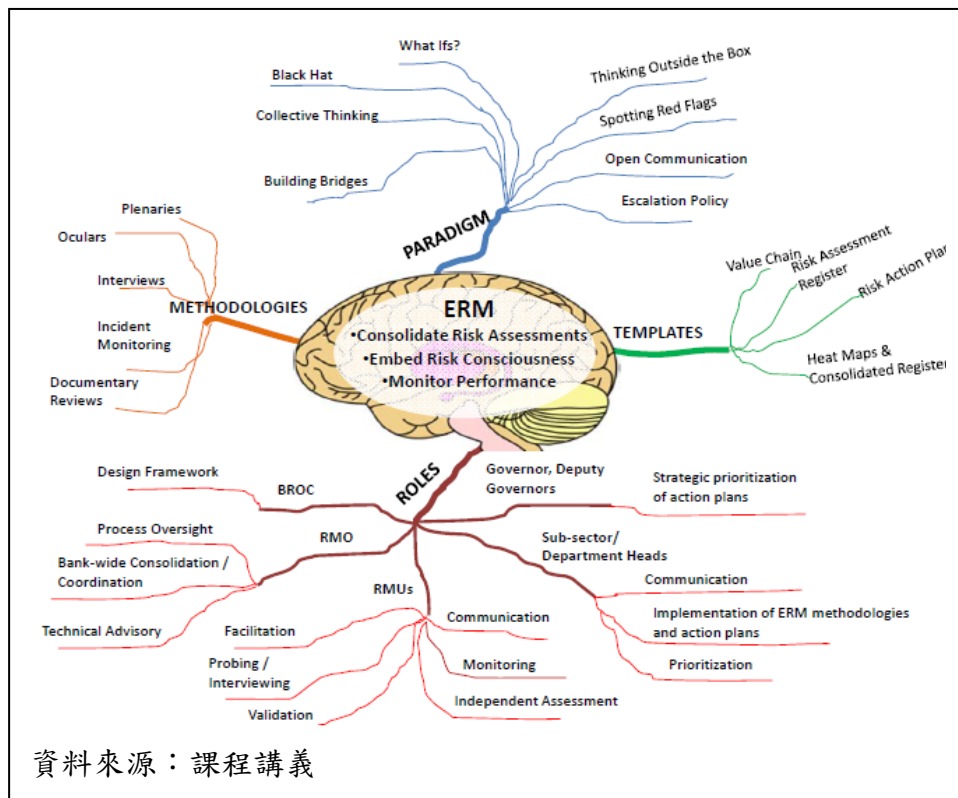 What Ifs?
Black Hat
Collective Thinking
Building Bridges
Thinking Outside the Box
Spotting Red Flags
Open Communication
Escalation Policy
PARADIGM
Plenaries
Oculars
Interviews
METHODOLOGIES
Incident
Monitoring
Documentary
Reviews
ERM
•Consolidate Risk Assessments
•Embed Risk Consciousness
•Monitor Performance
TEMPLATES
Value Chain
Risk Assessment
Register
Risk Action Plan
Heat Maps &
Consolidated Register
ROLES
Design Framework
BROC
Process Oversight
RMO
Bank-wide Consolidation /
Coordination
Technical Advisory
RMUs
Facilitation
Probing /
Interviewing
Validation
Communication
Monitoring
Independent Assessment
Governor, Deputy
Governors
Strategic prioritization
of action plans
Sub-sector/
Department Heads
Communication
Implementation of ERM methodologies
and action plans
Prioritization
資料來源：課程講義